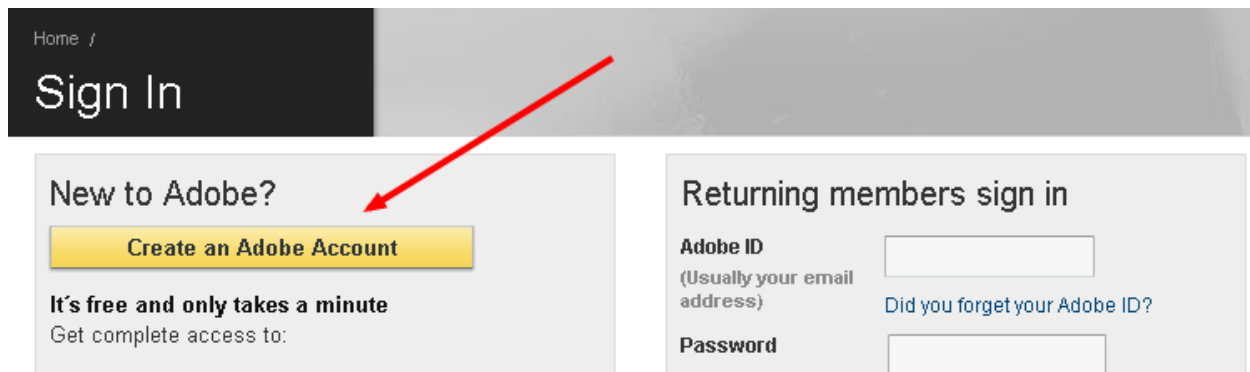 Home /
Sign In
New to Adobe?
Create an Adobe Account
It´s free and only takes a minute
Get complete access to:
Returning members sign in
Adobe ID
(Usually your email
address)
Did you forget your Adobe ID?
Password